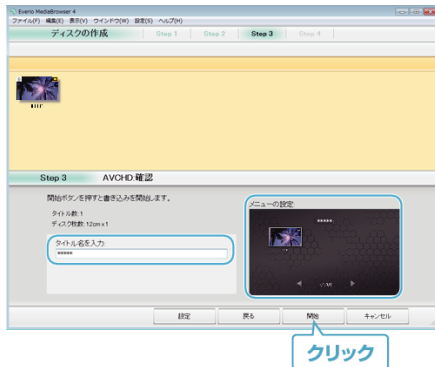 Everio MediaBrowser 4
ファイル(F) 編集(E) 表示(V) ウインドウ(W) 設定(S) ヘルプ(H)
ディスクの作成 Step 1 Step 2 Step 3 Step 4
Step 3 AVCHD:確認
開始ボタンを押すと書き込みを開始します。
タイトル数: 1
ディスク枚数: 12cm x 1
タイトル名を入力:
*****
メニューの設定:
*****
設定 戻る 開始 キャンセル
クリック